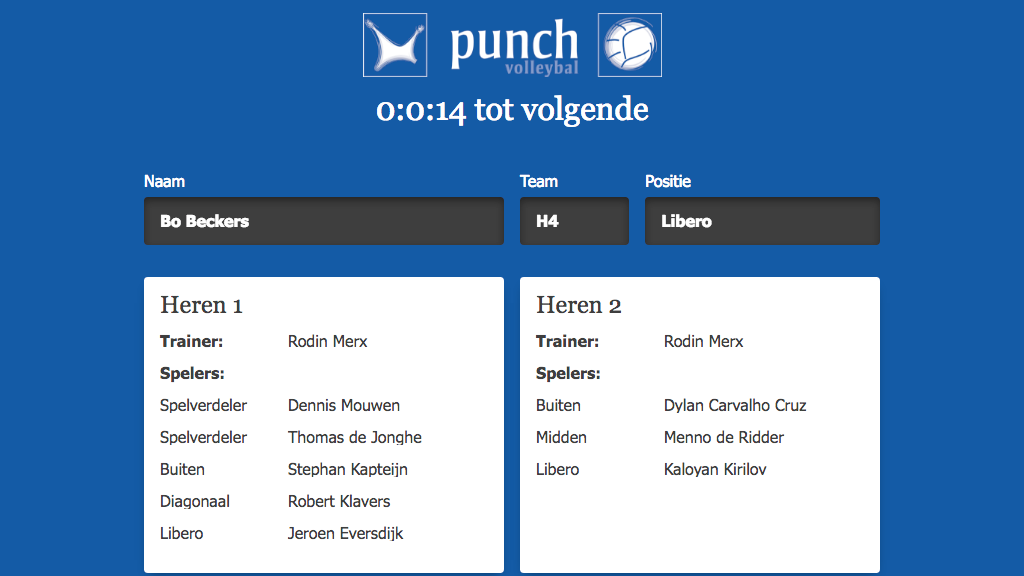 punch
volleybal
0:0:14 tot volgende
Naam Team Positie
Bo Beckers H4 Libero
Heren 1
Trainer: Rodin Merx
Spelers:
Spelverdeler Dennis Mouwen
Spelverdeler Thomas de Jonghe
Buiten Stephan Kapteijn
Diagonaal Robert Klavers
Libero Jeroen Eversdijk
Heren 2
Trainer: Rodin Merx
Spelers:
Buiten Dylan Carvalho Cruz
Midden Menno de Ridder
Libero Kaloyan Kirilov